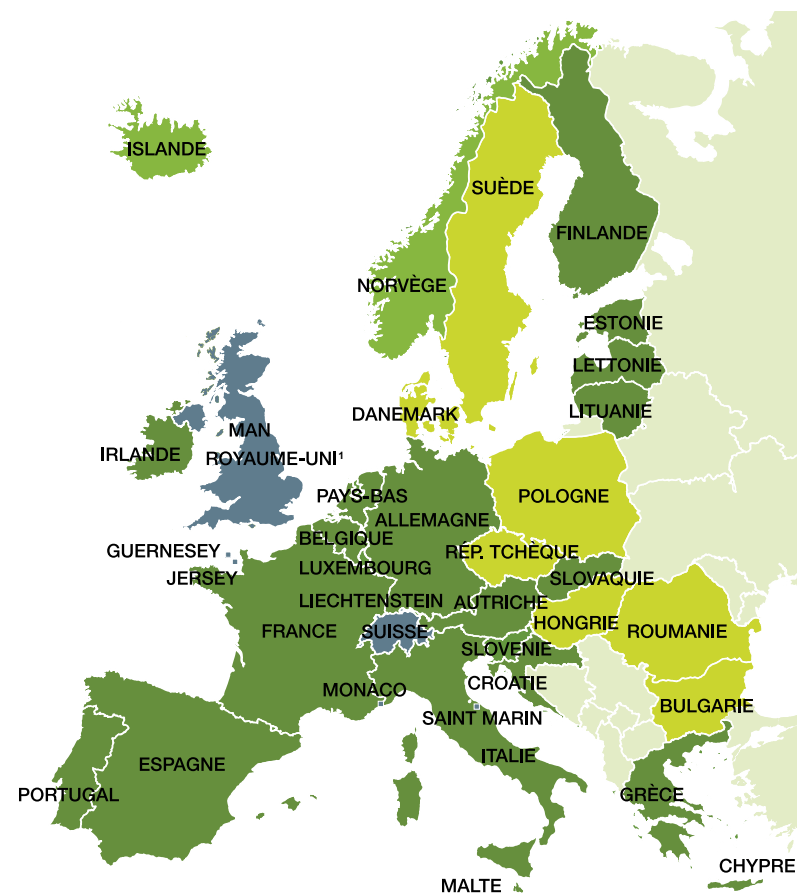 ISLANDE
SUÈDE
FINLANDE
NORVÈGE
ESTONIE
LETTONIE
LITUANIE
DANEMARK
MAN
IRLANDE
ROYAUME-UNI¹
PAYS-BAS
POLOGNE
ALLEMAGNE
BELGIQUE
GUERNESEY
RÉP. TCHÈQUE
JERSEY
LUXEMBOURG
SLOVAQUIE
LIECHTENSTEIN
AUTRICHE
FRANCE
SUISSE
HONGRIE
ROUMANIE
SLOVENIE
CROATIE
MONACO
BULGARIE
SAINT MARIN
ITALIE
ESPAGNE
PORTUGAL
GRÈCE
CHYPRE
MALTE